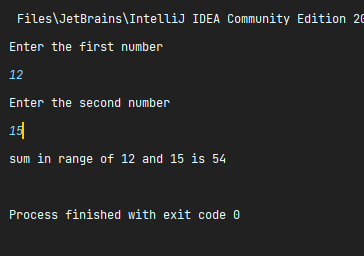 Files\JetBrains\IntelliJ IDEA Community Edition 20
Enter the first number
12
Enter the second number
15
sum in range of 12 and 15 is 54
Process finished with exit code 0